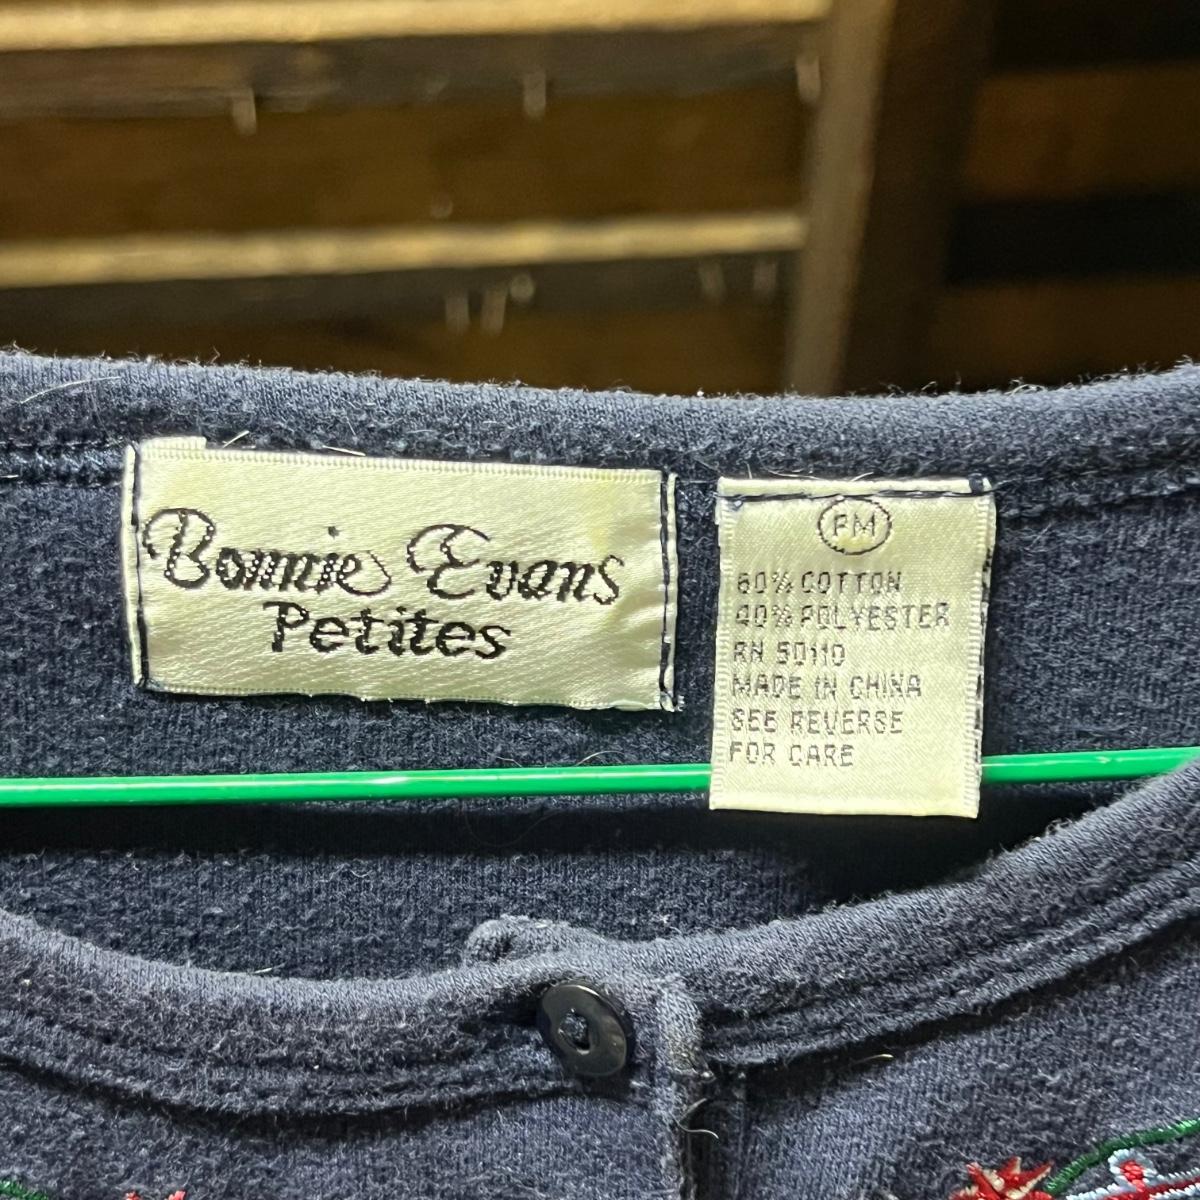 Bonnie Evans
Petites
PM
60% COTTON
40% POLYESTER
RN 50110
MADE IN CHINA
SEE REVERSE
FOR CARE